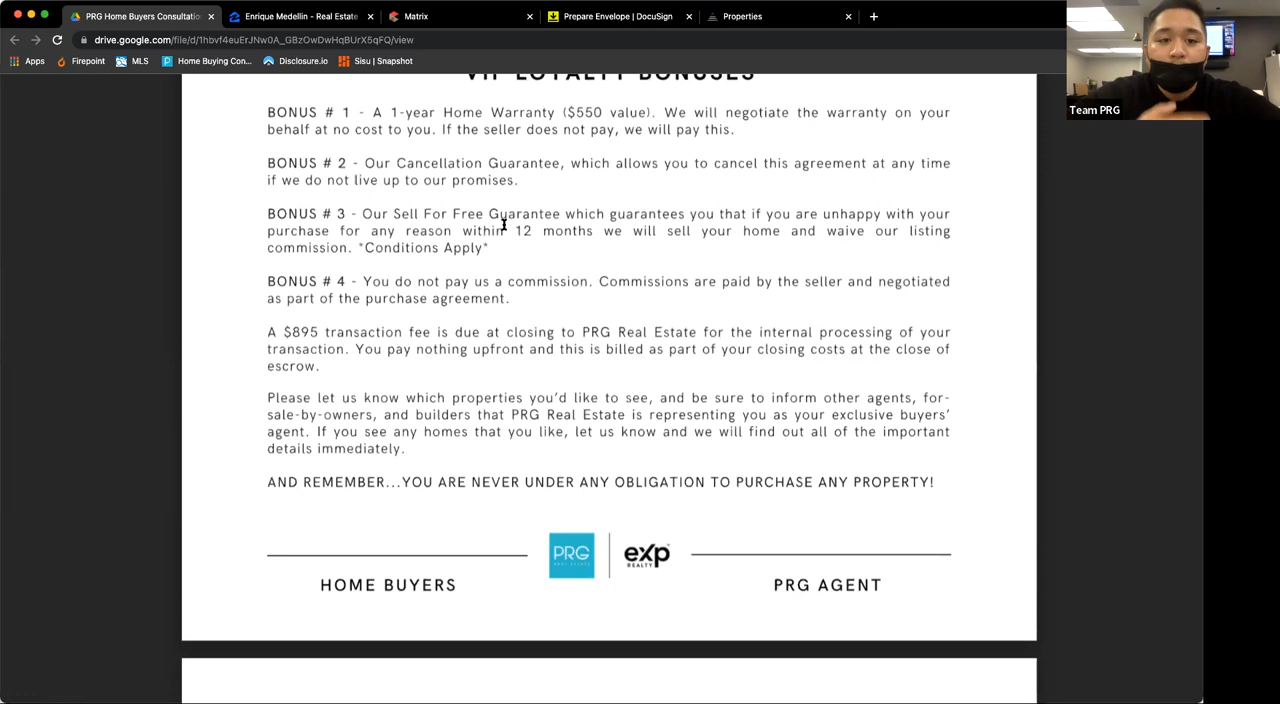 PRG Home Buyers Consultatio
Enrique Medellin - Real Estate
Matrix
Prepare Envelope | DocuSign
Properties
drive.google.com/file/d/1hbvf4euErJNw0A_GBzOwDwHqBUrX5qFQ/view
Apps
Firepoint
MLS
Home Buying Con...
Disclosure.io
Sisu | Snapshot
Team PRG
VIP LOYALTY BONUSES
BONUS # 1 - A 1-year Home Warranty ($550 value). We will negotiate the warranty on your
behalf at no cost to you. If the seller does not pay, we will pay this.
BONUS # 2 - Our Cancellation Guarantee, which allows you to cancel this agreement at any time
if we do not live up to our promises.
BONUS # 3 - Our Sell For Free Guarantee which guarantees you that if you are unhappy with your
purchase for any reason within 12 months we will sell your home and waive our listing
commission. *Conditions Apply*
BONUS # 4 - You do not pay us a commission. Commissions are paid by the seller and negotiated
as part of the purchase agreement.
A $895 transaction fee is due at closing to PRG Real Estate for the internal processing of your
transaction. You pay nothing upfront and this is billed as part of your closing costs at the close of
escrow.
Please let us know which properties you’d like to see, and be sure to inform other agents, for-
sale-by-owners, and builders that PRG Real Estate is representing you as your exclusive buyers’
agent. If you see any homes that you like, let us know and we will find out all of the important
details immediately.
AND REMEMBER...YOU ARE NEVER UNDER ANY OBLIGATION TO PURCHASE ANY PROPERTY!
PRG
REAL ESTATE
exp
REALTY
HOME BUYERS
PRG AGENT